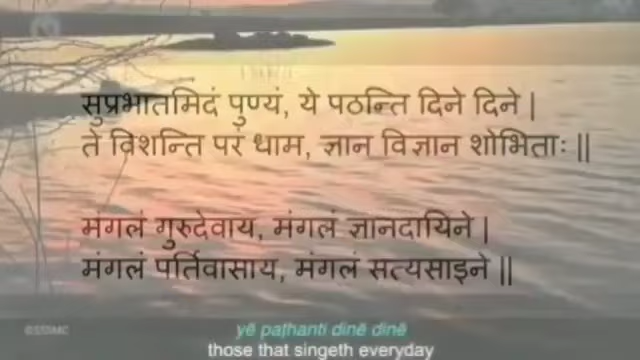 सुप्रभातमिदं पुण्यं, ये पठन्ति दिने दिने |
ते विशन्ति परं धाम, ज्ञान विज्ञान शोभिताः ||
मंगलं गुरुदेवाय, मंगलं ज्ञानदायिने |
मंगलं पर्तिवासाय, मंगलं सत्यसाइने ||
yē paṭhanti dinē dinē
those that singeth everyday